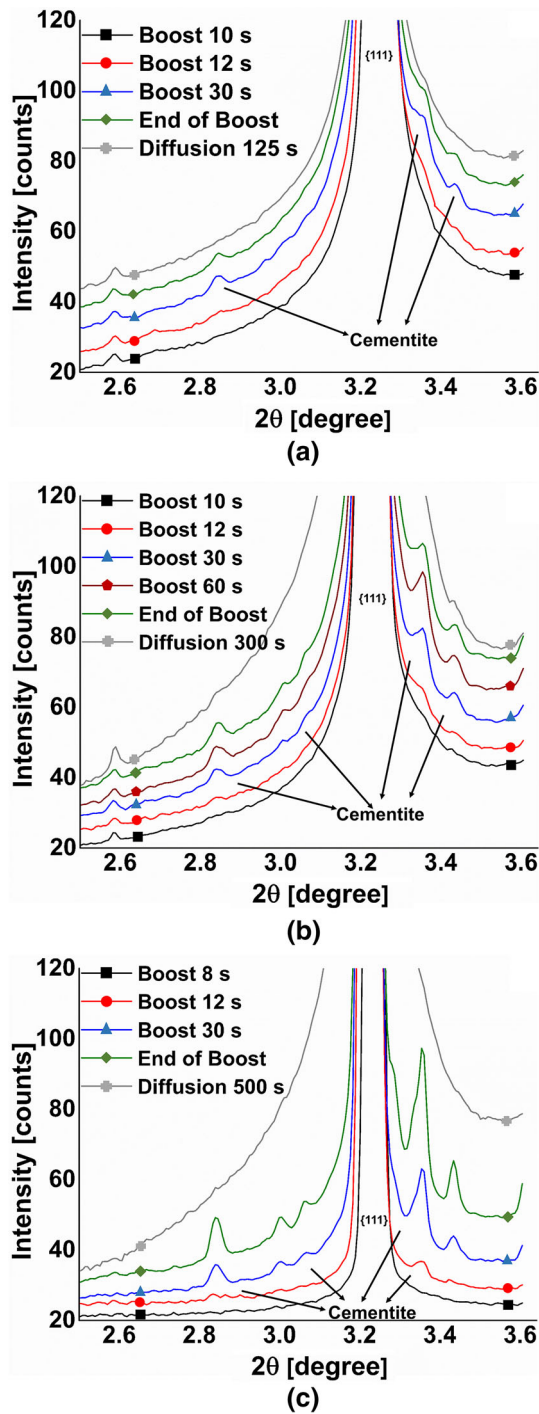 120
100
80
60
40
20
Intensity [counts]
Boost 10 s
Boost 12 s
Boost 30 s
End of Boost
Diffusion 125 s
{111}
Cementite
2.6 2.8 3.0 3.2 3.4 3.6
2θ [degree]
(a)
120
100
80
60
40
20
Intensity [counts]
Boost 10 s
Boost 12 s
Boost 30 s
Boost 60 s
End of Boost
Diffusion 300 s
{111}
Cementite
2.6 2.8 3.0 3.2 3.4 3.6
2θ [degree]
(b)
120
100
80
60
40
20
Intensity [counts]
Boost 8 s
Boost 12 s
Boost 30 s
End of Boost
Diffusion 500 s
{111}
Cementite
2.6 2.8 3.0 3.2 3.4 3.6
2θ [degree]
(c)